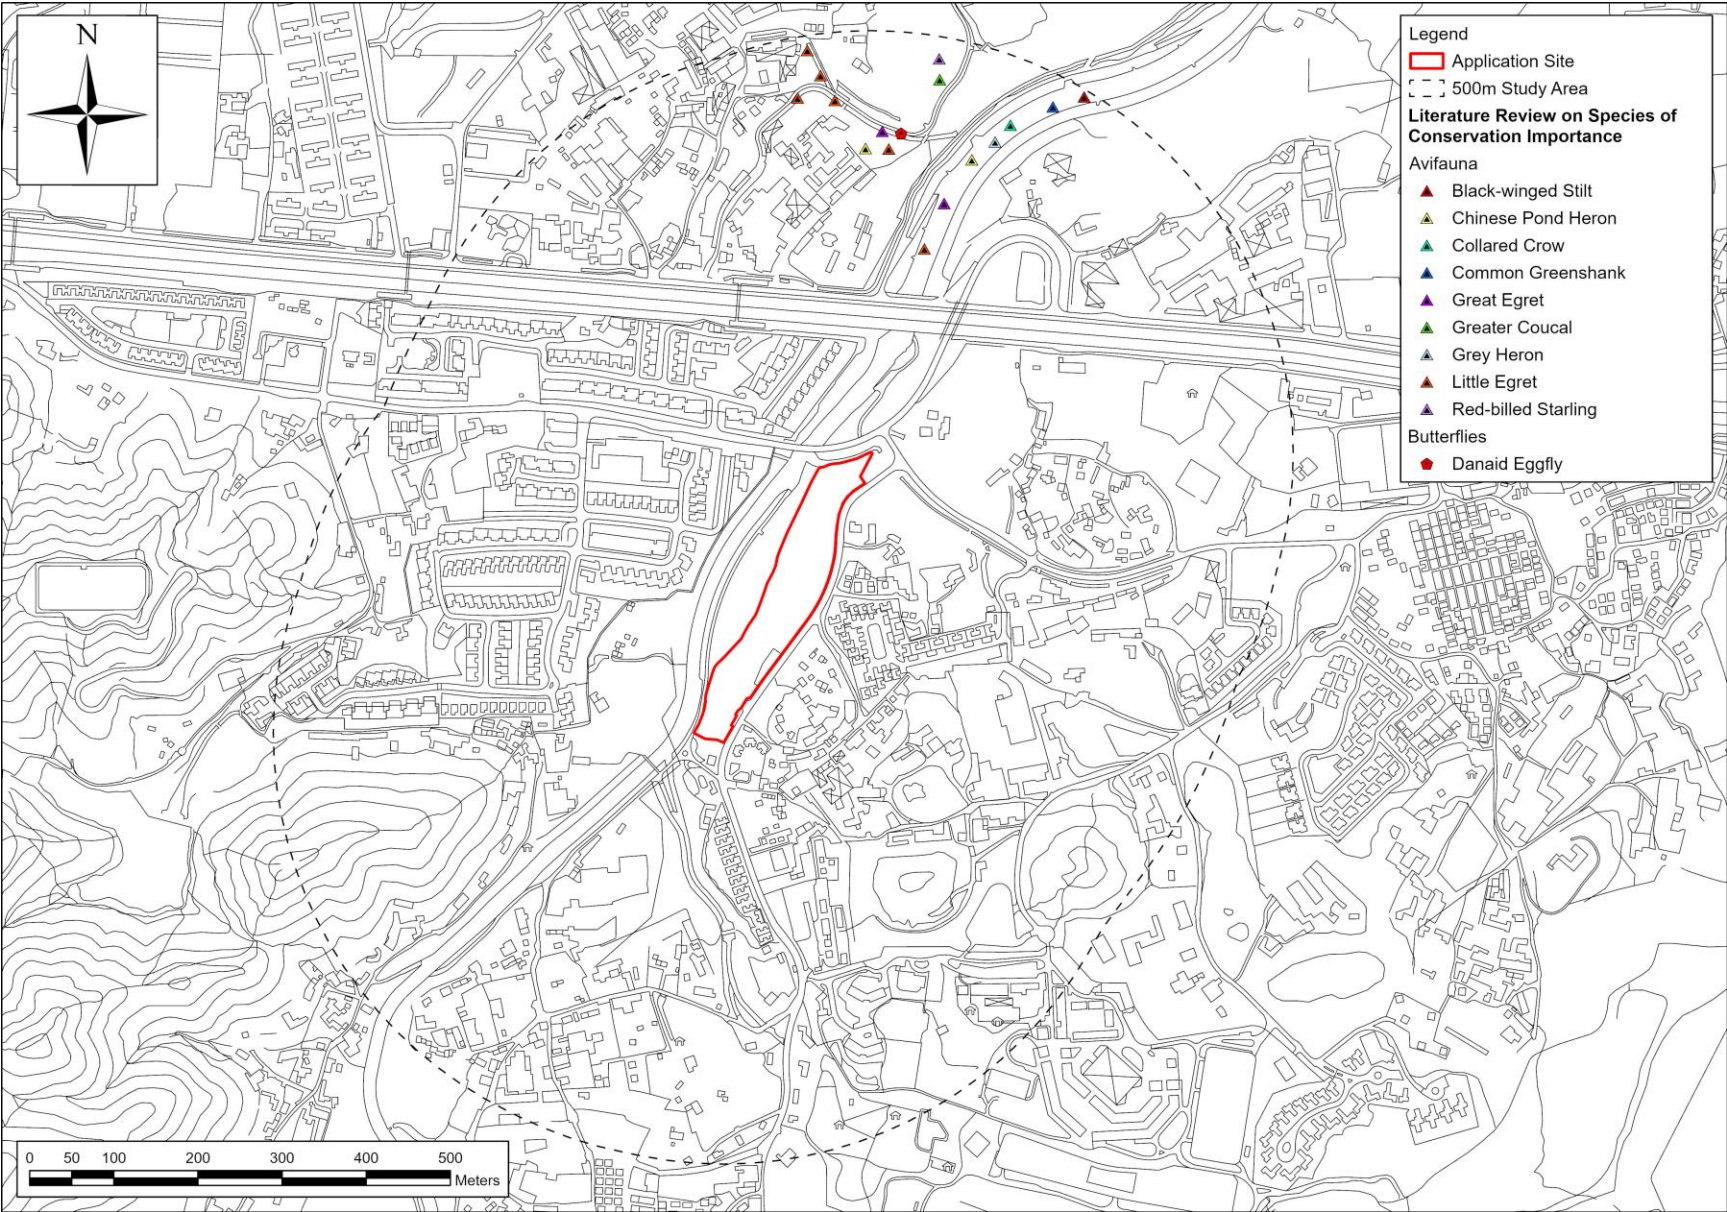 N
Legend
Application Site
500m Study Area
Literature Review on Species of
Conservation Importance
Avifauna
Black-winged Stilt
Chinese Pond Heron
Collared Crow
Common Greenshank
Great Egret
Greater Coucal
Grey Heron
Little Egret
Red-billed Starling
Butterflies
Danaid Eggfly
0 50 100 200 300 400 500
Meters